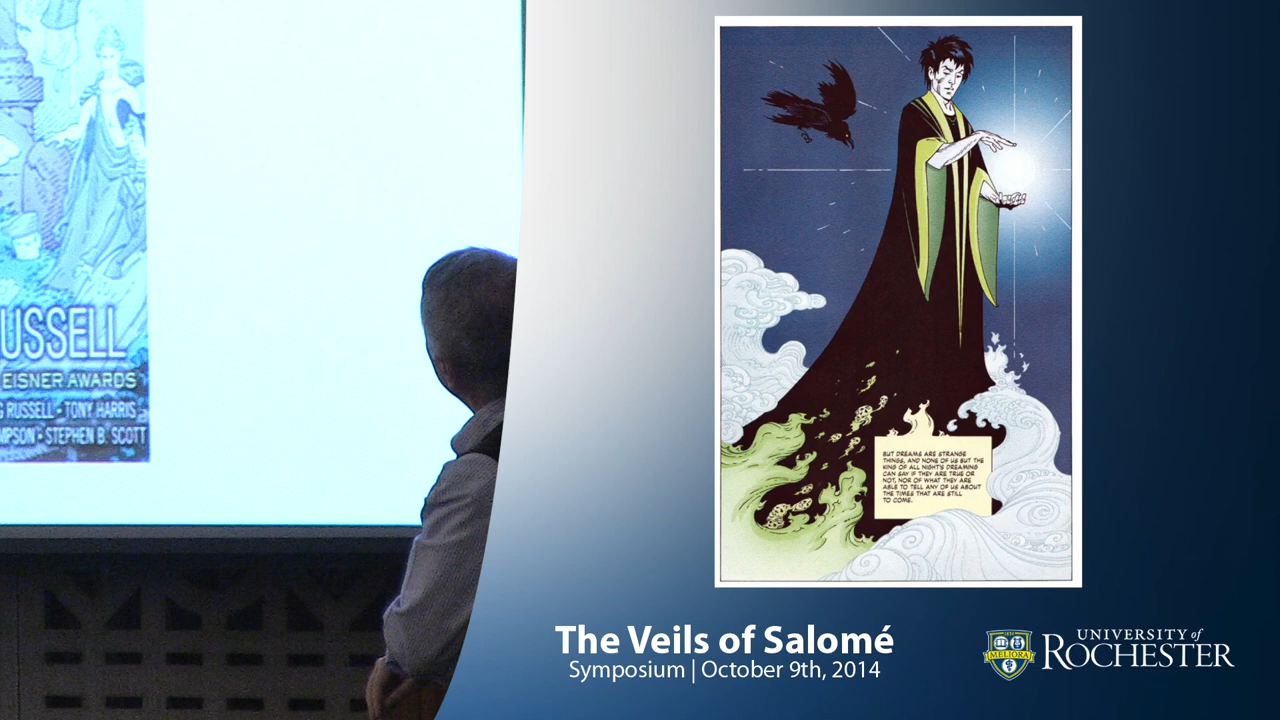 USSELL
EISNER AWARDS
G RUSSELL - TONY HARRIS
MPSON - STEPHEN B. SCOTT
BUT DREAMS ARE STRANGE
THINGS, AND NONE OF US BUT THE
KING OF ALL NIGHT'S DREAMING
CAN SAY IF THEY ARE TRUE OR
NOT, NOR OF WHAT THEY ARE
ABLE TO TELL ANY OF US ABOUT
THE TIMES THAT ARE STILL
TO COME.
The Veils of Salomé
Symposium | October 9th, 2014
MELIORA
UNIVERSITY of
ROCHESTER